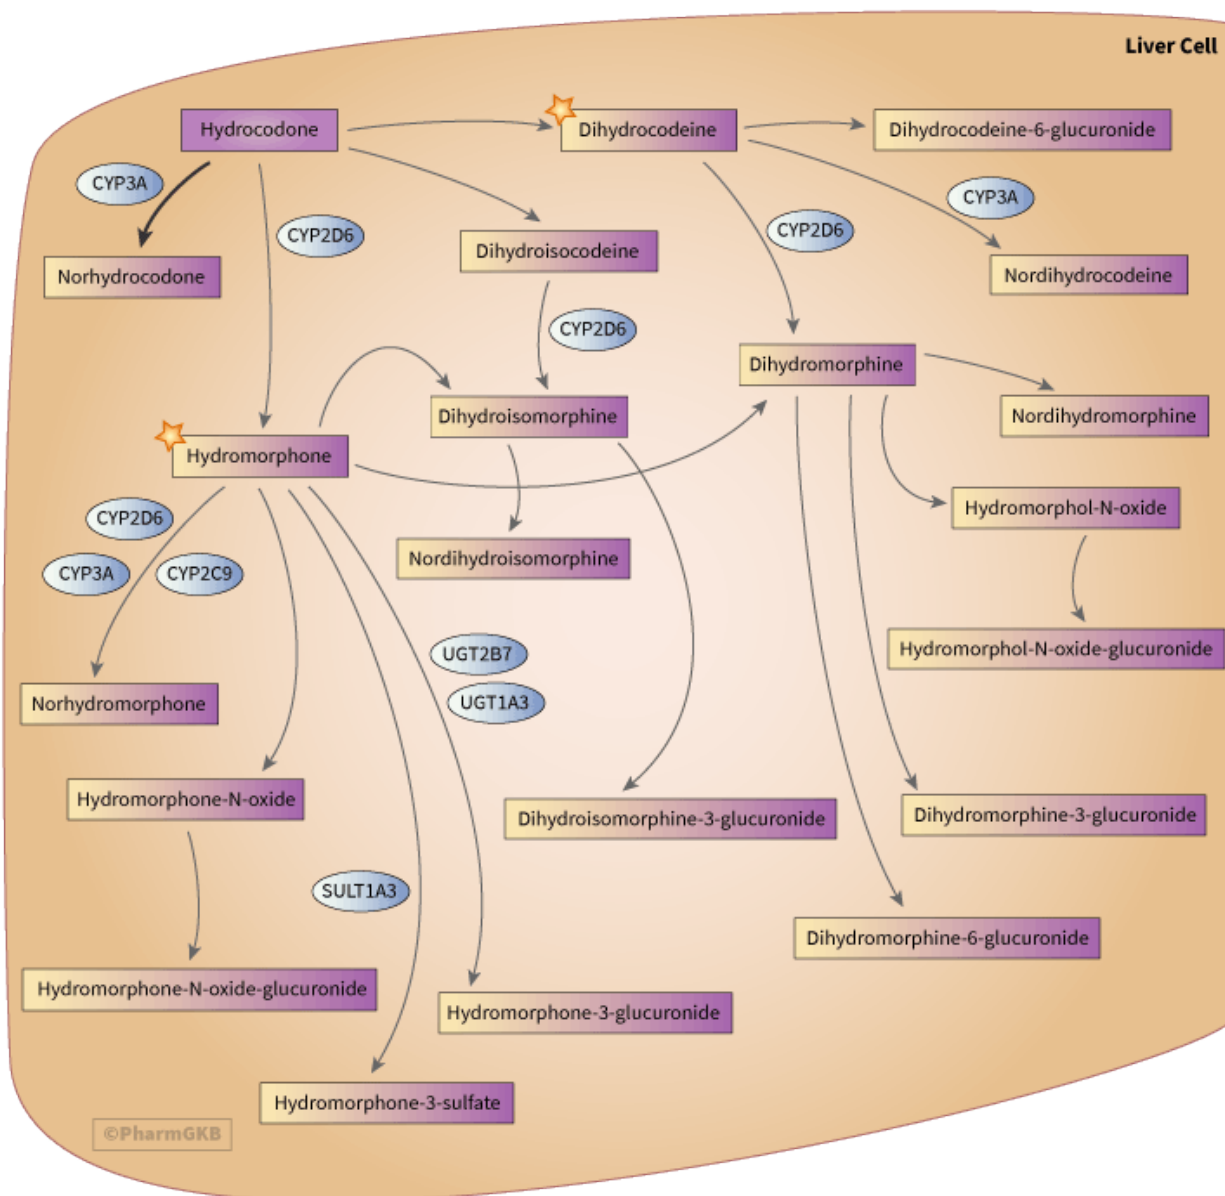 Liver Cell
Hydrocodone
Dihydrocodeine
Dihydrocodeine-6-glucuronide
CYP3A
CYP3A
CYP2D6
CYP2D6
Dihydroisocodeine
Norhydrocodone
Nordihydrocodeine
CYP2D6
Dihydromorphine
Dihydroisomorphine
Nordihydromorphine
Hydromorphone
Hydromorphol-N-oxide
CYP2D6
Nordihydroisomorphine
CYP3A
CYP2C9
Hydromorphol-N-oxide-glucuronide
UGT2B7
UGT1A3
Norhydromorphone
Hydromorphone-N-oxide
Dihydroisomorphine-3-glucuronide
Dihydromorphine-3-glucuronide
SULT1A3
Dihydromorphine-6-glucuronide
Hydromorphone-N-oxide-glucuronide
Hydromorphone-3-glucuronide
Hydromorphone-3-sulfate
©PharmGKB